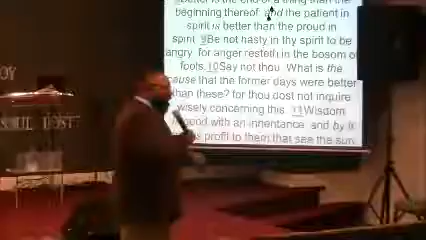 Better is the end of a thing than the
beginning thereof and the patient in
spirit is better than the proud in
spirit 9Be not hasty in thy spirit to be
angry for anger resteth in the bosom of
fools. 10Say not thou What is the
cause that the former days were better
than these? for thou dost not inquire
wisely concerning this. 11Wisdom
good with an inheritance and by it
profit to them that see the sun.